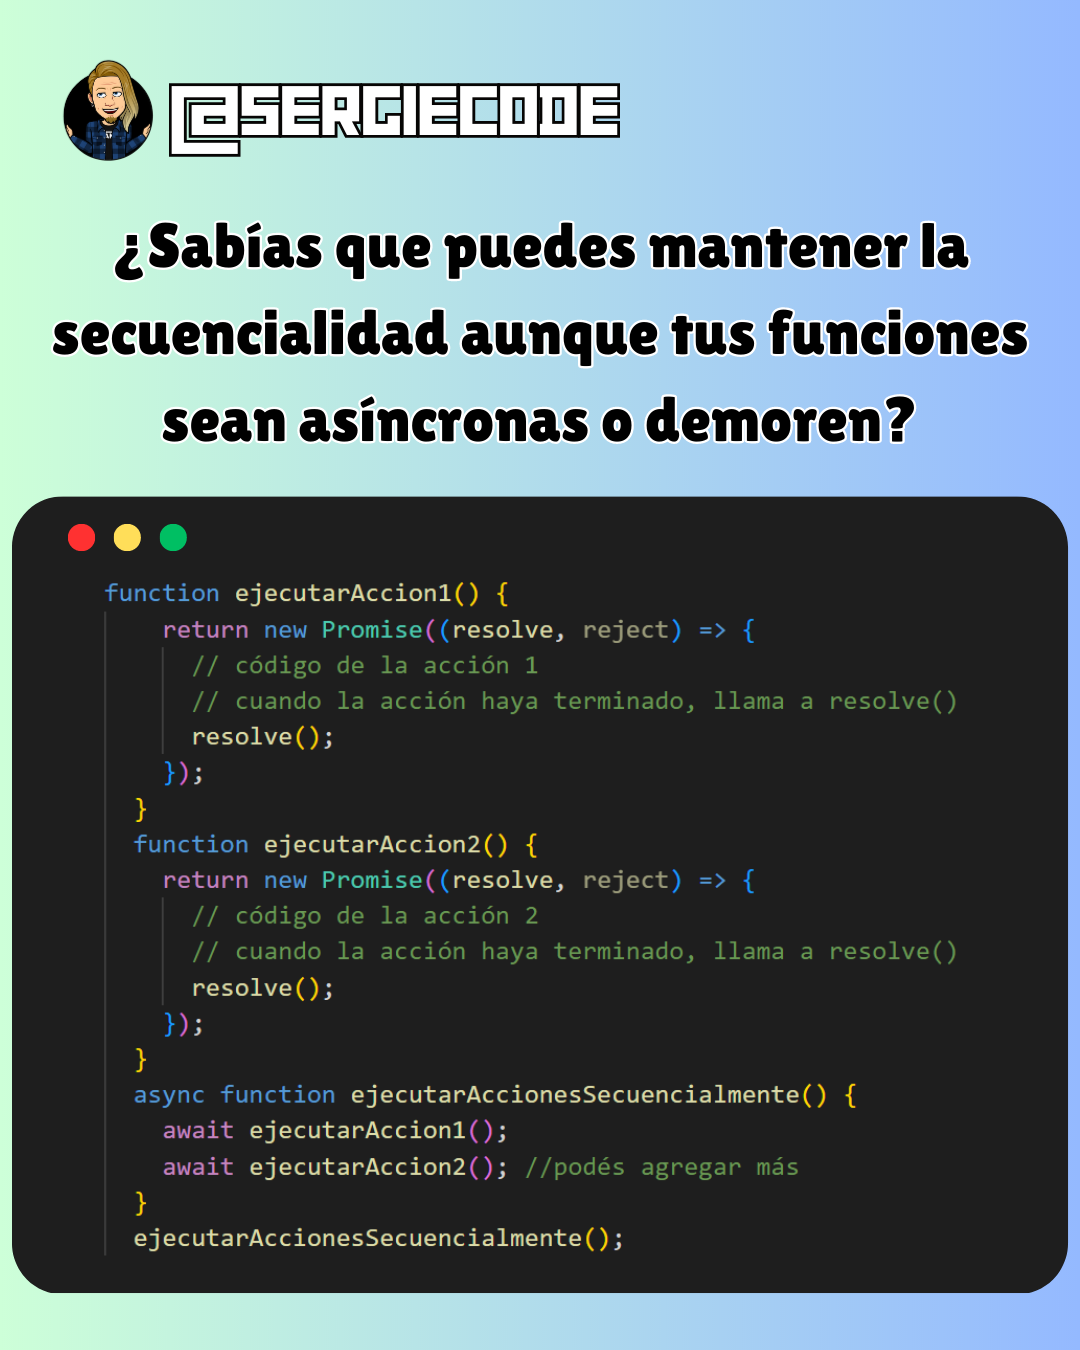 @SERGIECODE
¿Sabías que puedes mantener la
secuencialidad aunque tus funciones
sean asíncronas o demoren?
function ejecutarAccion1() {
    return new Promise((resolve, reject) => {
      // código de la acción 1
      // cuando la acción haya terminado, llama a resolve()
      resolve();
    });
  }
  function ejecutarAccion2() {
    return new Promise((resolve, reject) => {
      // código de la acción 2
      // cuando la acción haya terminado, llama a resolve()
      resolve();
    });
  }
  async function ejecutarAccionesSecuencialmente() {
    await ejecutarAccion1();
    await ejecutarAccion2(); //podés agregar más
  }
  ejecutarAccionesSecuencialmente();